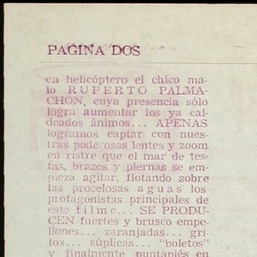 PAGINA DOS
en helicóptero el chico ma-
lo RUPERTO PALMA-
CHON, cuya presencia sólo
logra aumentar los ya cal-
deados ánimos... APENAS
logramos captar con nues-
tras poderosas lentes y zoom
en ristre que el mar de tes-
tas, brazos y piernas se em-
pieza agitar, flotando sobre
las procelosas aguas los
protagonistas principales de
este filme... SE PRODU-
CEN fuertes y brusco empe-
llones... zaranjadas... gri-
tos... súplicas... "boletos"
y finalmente puntapiés en